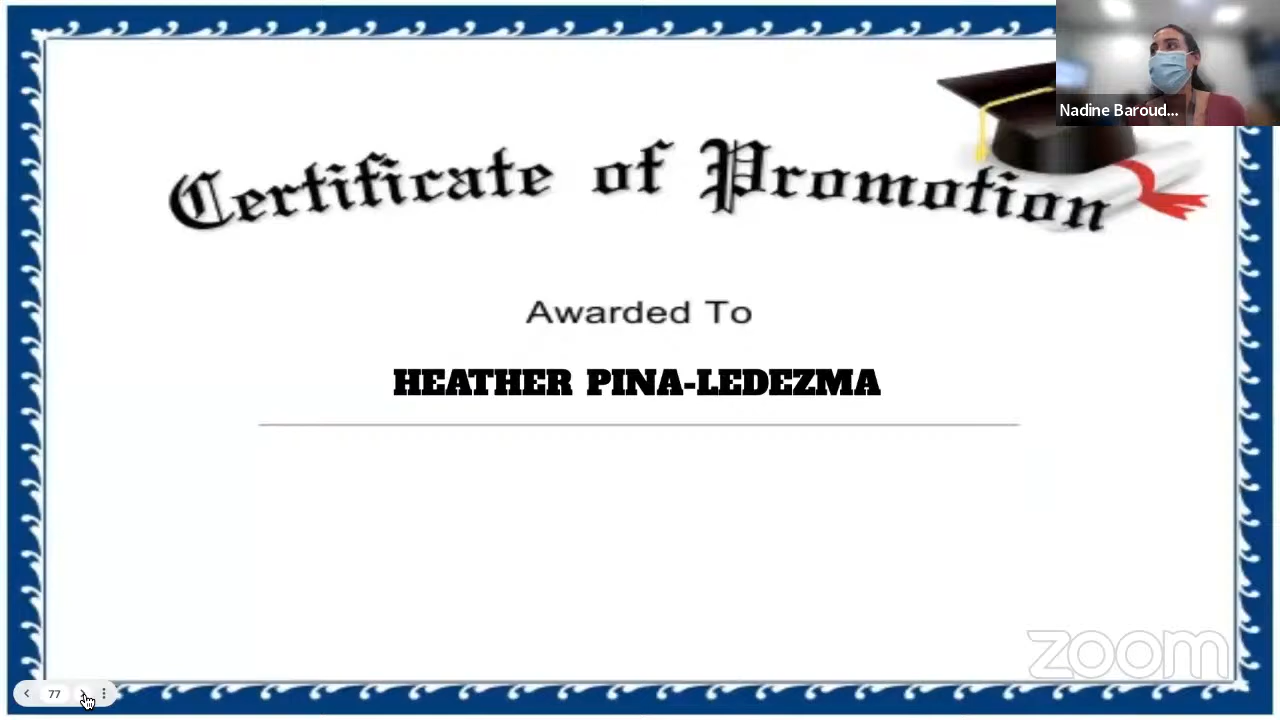 Nadine Baroud...
Certificate of Promotion
Awarded To
HEATHER PINA-LEDEZMA
zoom
77